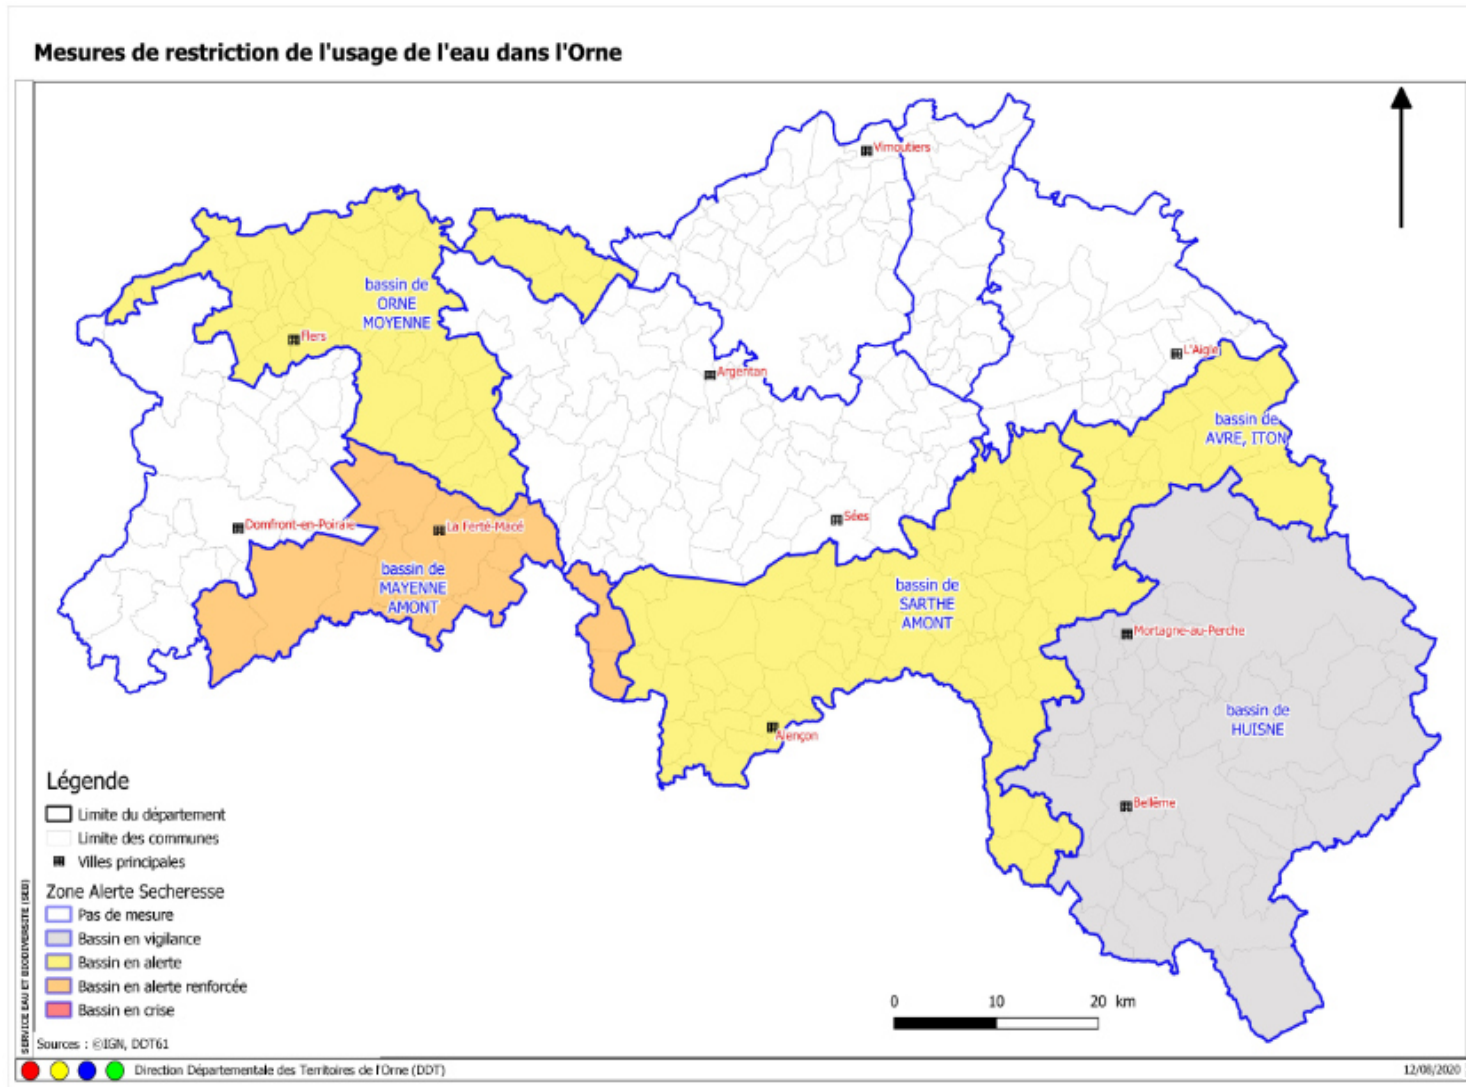 Mesures de restriction de l'usage de l'eau dans l'Orne
Vimoutiers
bassin de
ORNE
MOYENNE
Flers
L'Aigle
Argentan
bassin de
AVRE, ITON
Domfront-en-Poiraie
La Ferté-Macé
Sées
bassin de
MAYENNE
AMONT
bassin de
SARTHE
AMONT
Mortagne-au-Perche
bassin de
HUISNE
Alençon
Bellême
Légende
Limite du département
Limite des communes
Villes principales
Zone Alerte Secheresse
Pas de mesure
Bassin en vigilance
Bassin en alerte
Bassin en alerte renforcée
Bassin en crise
0 10 20 km
SERVICE EAU ET BIODIVERSITE (SEB)
Sources : ©IGN, DDT61
Direction Départementale des Territoires de l'Orne (DDT)
12/08/2020